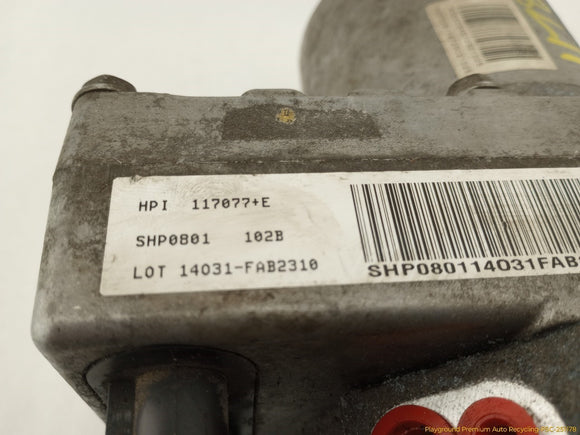 HPI 117077+E
SHP0801 102B
LOT 14031-FAB2310
SHP080114031FAB
Playground Premium Auto Recycling